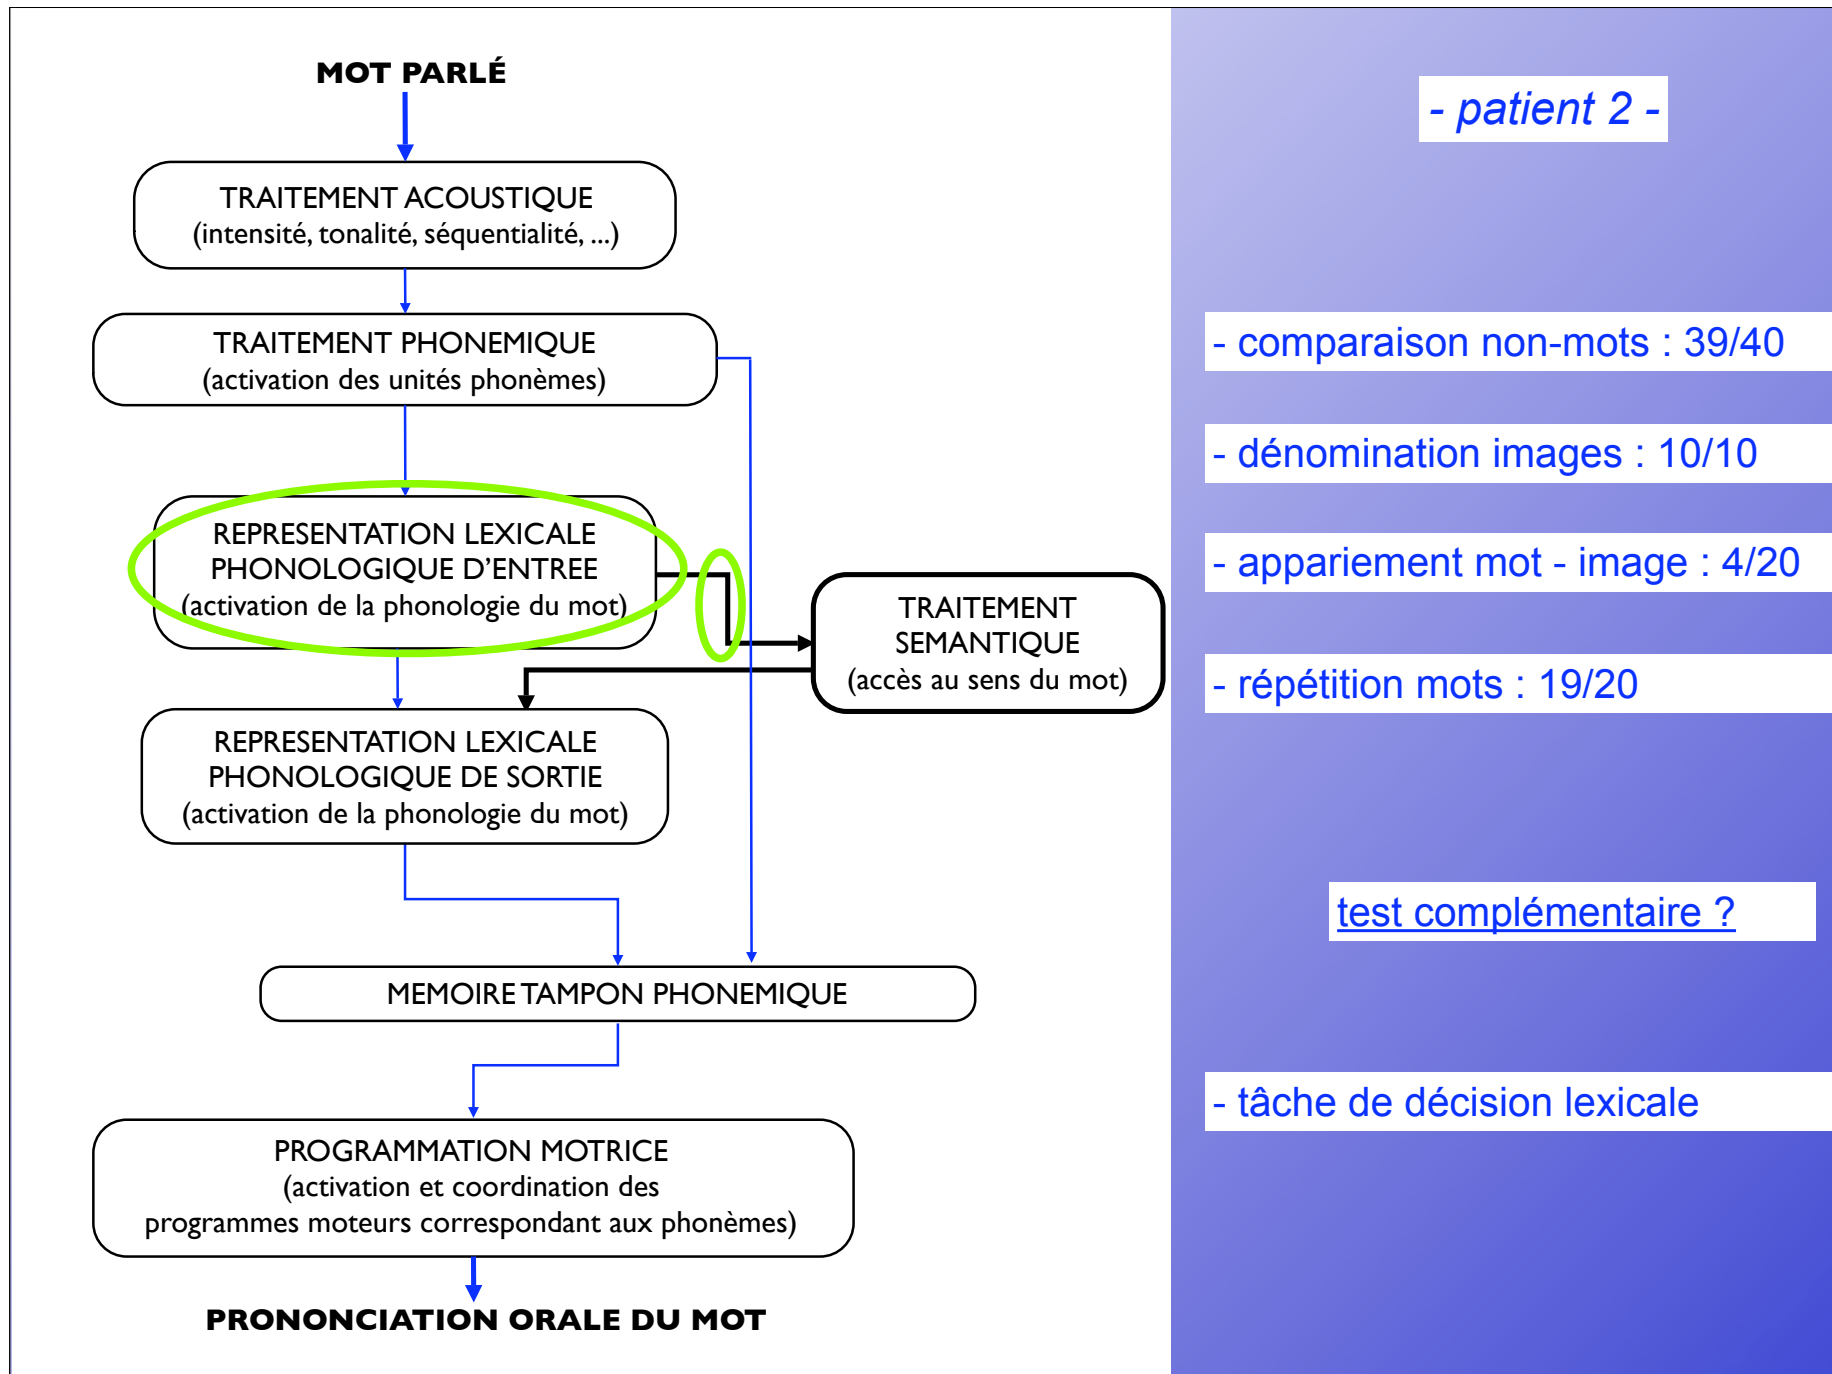 MOT PARLÉ
TRAITEMENT ACOUSTIQUE
(intensité, tonalité, séquentialité, ...)
TRAITEMENT PHONEMIQUE
(activation des unités phonèmes)
REPRESENTATION LEXICALE
PHONOLOGIQUE D'ENTREE
(activation de la phonologie du mot)
TRAITEMENT
SEMANTIQUE
(accès au sens du mot)
REPRESENTATION LEXICALE
PHONOLOGIQUE DE SORTIE
(activation de la phonologie du mot)
MEMOIRE TAMPON PHONEMIQUE
PROGRAMMATION MOTRICE
(activation et coordination des
programmes moteurs correspondant aux phonèmes)
PRONONCIATION ORALE DU MOT
- patient 2 -
- comparaison non-mots : 39/40
- dénomination images : 10/10
- appariement mot - image : 4/20
- répétition mots : 19/20
test complémentaire ?
- tâche de décision lexicale